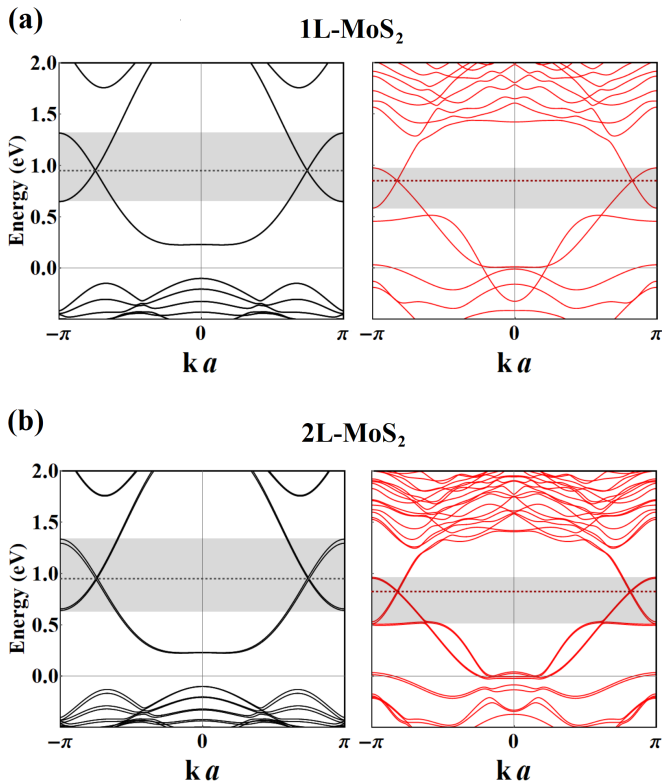 (a)
1L-MoS₂
Energy (eV)
2.0
1.5
1.0
0.5
0.0
−π 0 π −π 0 π
k a k a
(b)
2L-MoS₂
Energy (eV)
2.0
1.5
1.0
0.5
0.0
−π 0 π −π 0 π
k a k a